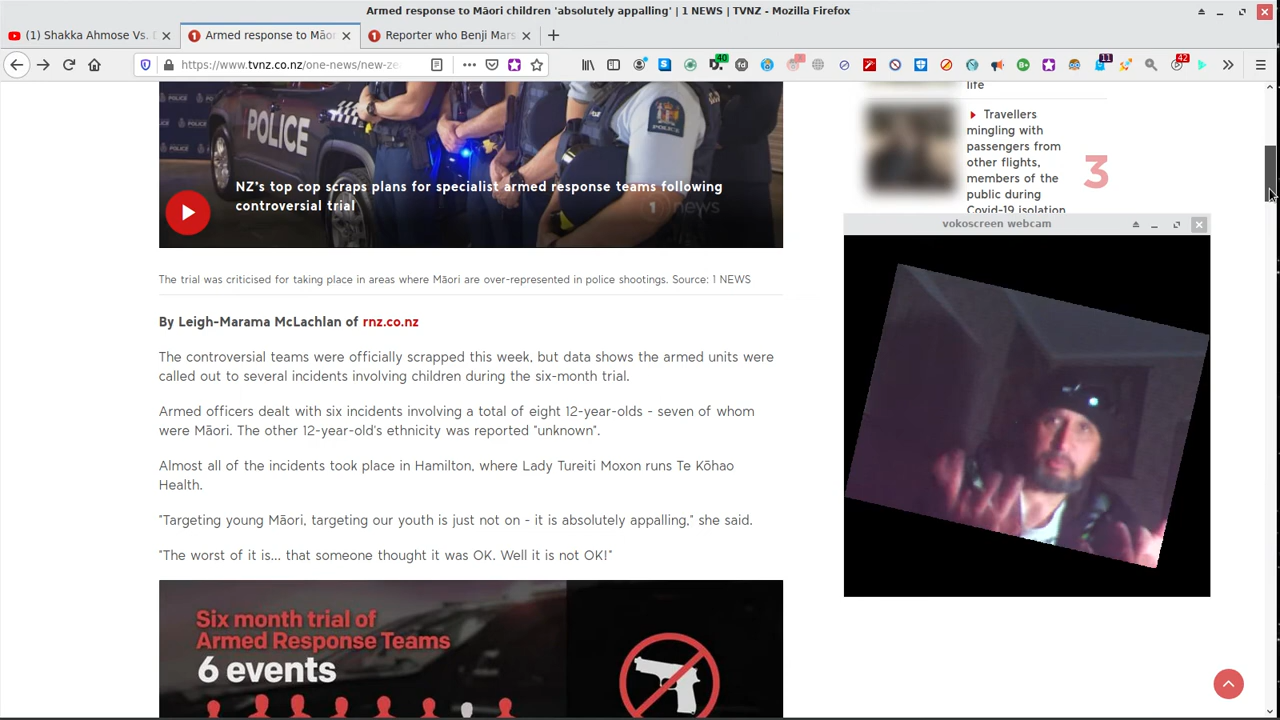 Armed response to Māori children 'absolutely appalling' | 1 NEWS | TVNZ - Mozilla Firefox
(1) Shakka Ahmose Vs. D
Armed response to Māo
Reporter who Benji Mars
https://www.tvnz.co.nz/one-news/new-ze
40
11
42
life
Travellers
mingling with
passengers from
other flights,
members of the
public during
Covid-19 isolation
3
POLICE
POLICE
NZ's top cop scraps plans for specialist armed response teams following
controversial trial
1 news
The trial was criticised for taking place in areas where Māori are over-represented in police shootings. Source: 1 NEWS
By Leigh-Marama McLachlan of rnz.co.nz
The controversial teams were officially scrapped this week, but data shows the armed units were
called out to several incidents involving children during the six-month trial.
Armed officers dealt with six incidents involving a total of eight 12-year-olds - seven of whom
were Māori. The other 12-year-old's ethnicity was reported "unknown".
Almost all of the incidents took place in Hamilton, where Lady Tureiti Moxon runs Te Kōhao
Health.
"Targeting young Māori, targeting our youth is just not on - it is absolutely appalling," she said.
"The worst of it is... that someone thought it was OK. Well it is not OK!"
Six month trial of
Armed Response Teams
6 events
vokoscreen webcam